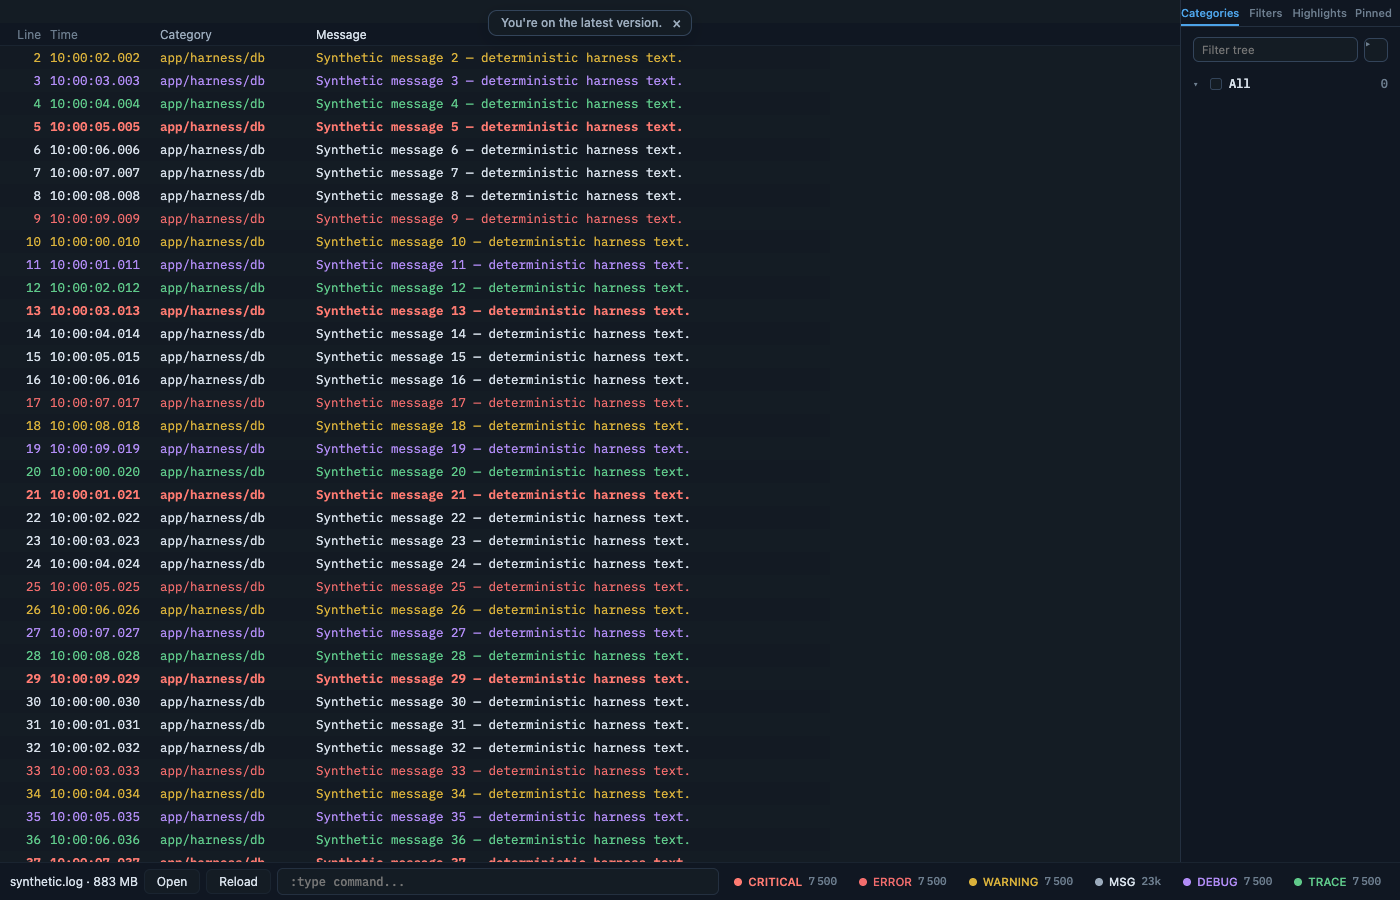 You're on the latest version. ×
Categories Filters Highlights Pinned
Line Time Category Message
Filter tree
All 0
2 10:00:02.002 app/harness/db Synthetic message 2 — deterministic harness text.
3 10:00:03.003 app/harness/db Synthetic message 3 — deterministic harness text.
4 10:00:04.004 app/harness/db Synthetic message 4 — deterministic harness text.
5 10:00:05.005 app/harness/db Synthetic message 5 — deterministic harness text.
6 10:00:06.006 app/harness/db Synthetic message 6 — deterministic harness text.
7 10:00:07.007 app/harness/db Synthetic message 7 — deterministic harness text.
8 10:00:08.008 app/harness/db Synthetic message 8 — deterministic harness text.
9 10:00:09.009 app/harness/db Synthetic message 9 — deterministic harness text.
10 10:00:00.010 app/harness/db Synthetic message 10 — deterministic harness text.
11 10:00:01.011 app/harness/db Synthetic message 11 — deterministic harness text.
12 10:00:02.012 app/harness/db Synthetic message 12 — deterministic harness text.
13 10:00:03.013 app/harness/db Synthetic message 13 — deterministic harness text.
14 10:00:04.014 app/harness/db Synthetic message 14 — deterministic harness text.
15 10:00:05.015 app/harness/db Synthetic message 15 — deterministic harness text.
16 10:00:06.016 app/harness/db Synthetic message 16 — deterministic harness text.
17 10:00:07.017 app/harness/db Synthetic message 17 — deterministic harness text.
18 10:00:08.018 app/harness/db Synthetic message 18 — deterministic harness text.
19 10:00:09.019 app/harness/db Synthetic message 19 — deterministic harness text.
20 10:00:00.020 app/harness/db Synthetic message 20 — deterministic harness text.
21 10:00:01.021 app/harness/db Synthetic message 21 — deterministic harness text.
22 10:00:02.022 app/harness/db Synthetic message 22 — deterministic harness text.
23 10:00:03.023 app/harness/db Synthetic message 23 — deterministic harness text.
24 10:00:04.024 app/harness/db Synthetic message 24 — deterministic harness text.
25 10:00:05.025 app/harness/db Synthetic message 25 — deterministic harness text.
26 10:00:06.026 app/harness/db Synthetic message 26 — deterministic harness text.
27 10:00:07.027 app/harness/db Synthetic message 27 — deterministic harness text.
28 10:00:08.028 app/harness/db Synthetic message 28 — deterministic harness text.
29 10:00:09.029 app/harness/db Synthetic message 29 — deterministic harness text.
30 10:00:00.030 app/harness/db Synthetic message 30 — deterministic harness text.
31 10:00:01.031 app/harness/db Synthetic message 31 — deterministic harness text.
32 10:00:02.032 app/harness/db Synthetic message 32 — deterministic harness text.
33 10:00:03.033 app/harness/db Synthetic message 33 — deterministic harness text.
34 10:00:04.034 app/harness/db Synthetic message 34 — deterministic harness text.
35 10:00:05.035 app/harness/db Synthetic message 35 — deterministic harness text.
36 10:00:06.036 app/harness/db Synthetic message 36 — deterministic harness text.
synthetic.log · 883 MB Open Reload :type command... CRITICAL 7 500 ERROR 7 500 WARNING 7 500 MSG 23k DEBUG 7 500 TRACE 7 500